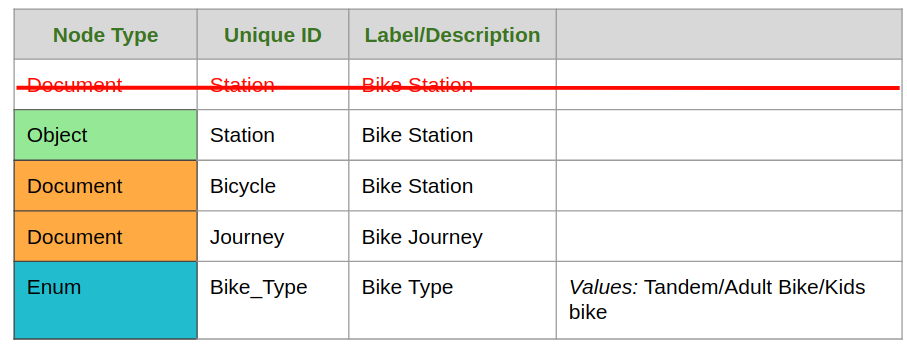 Node Type Unique ID Label/Description
Document Station Bike Station
Object Station Bike Station
Document Bicycle Bike Station
Document Journey Bike Journey
Enum Bike_Type Bike Type Values: Tandem/Adult Bike/Kids
bike